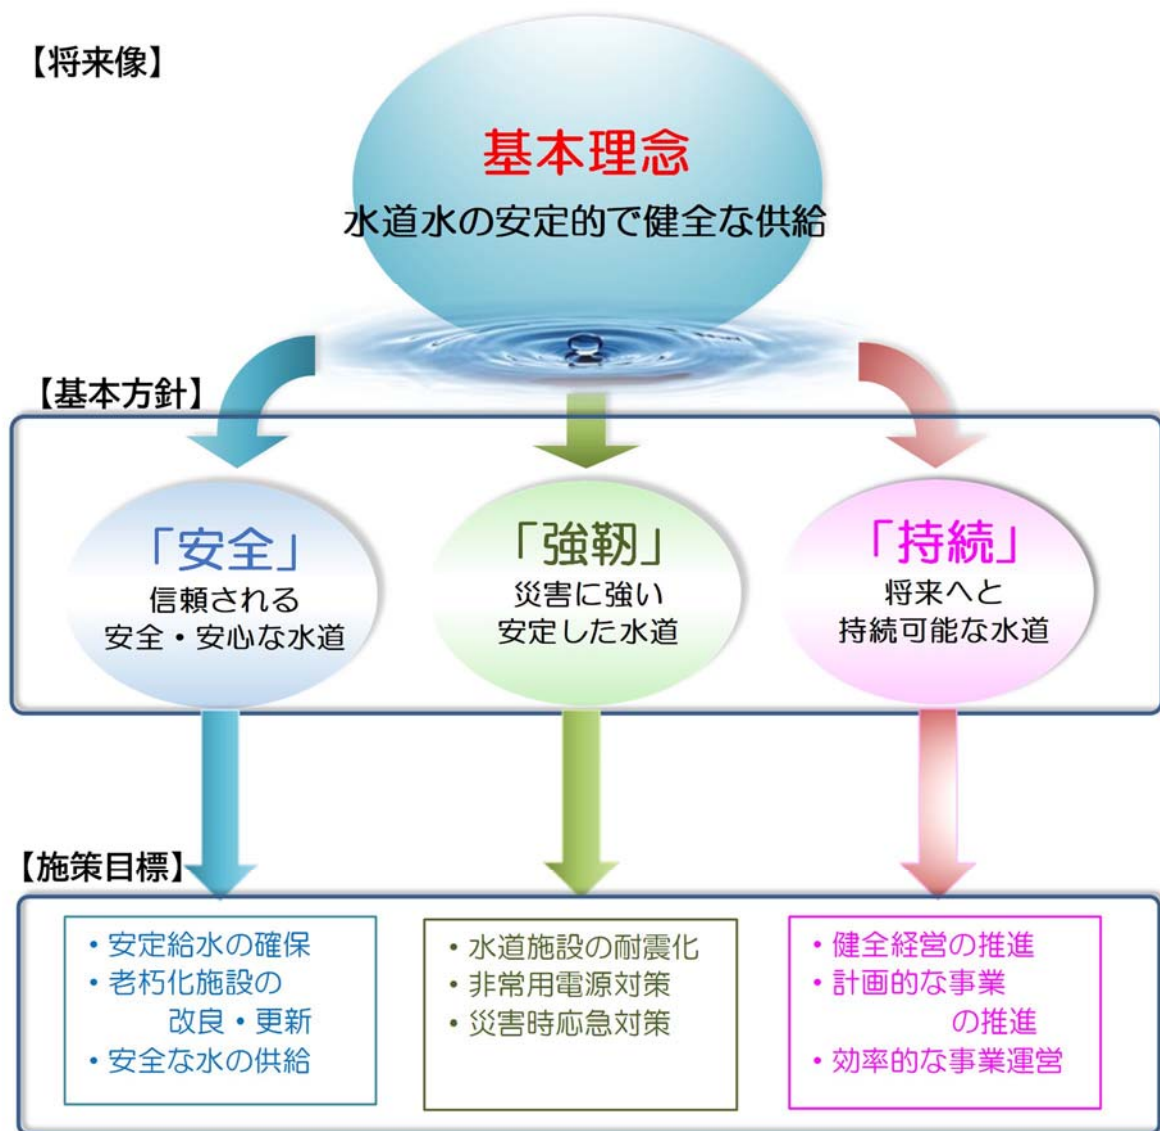 【将来像】
基本理念
水道水の安定的で健全な供給
【基本方針】
「安全」
信頼される
安全・安心な水道
「強靭」
災害に強い
安定した水道
「持続」
将来へと
持続可能な水道
【施策目標】
・安定給水の確保
・老朽化施設の
改良・更新
・安全な水の供給
・水道施設の耐震化
・非常用電源対策
・災害時応急対策
・健全経営の推進
・計画的な事業
の推進
・効率的な事業運営